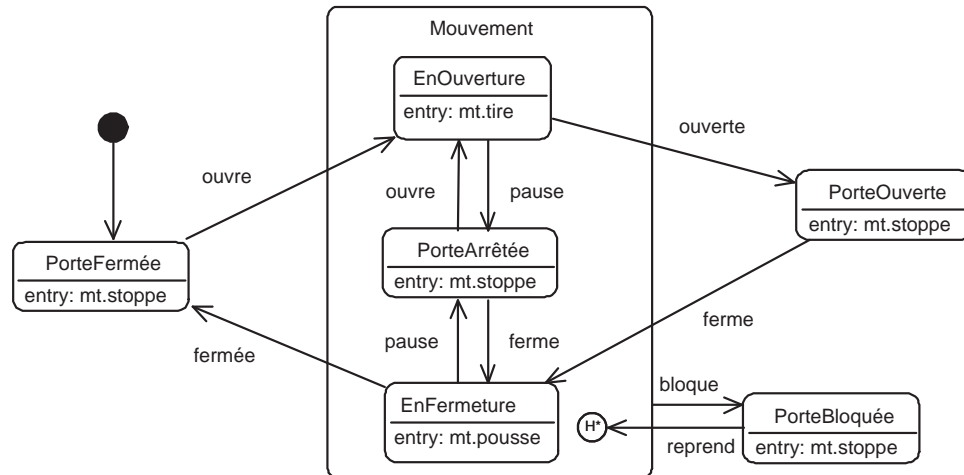 Mouvement
EnOuverture
entry: mt.tire
ouverte
ouvre
ouvre
pause
PorteOuverte
entry: mt.stoppe
PorteFermée
entry: mt.stoppe
PorteArrêtée
entry: mt.stoppe
ferme
fermée
pause
ferme
bloque
EnFermeture
entry: mt.pousse
H*
reprend
PorteBloquée
entry: mt.stoppe